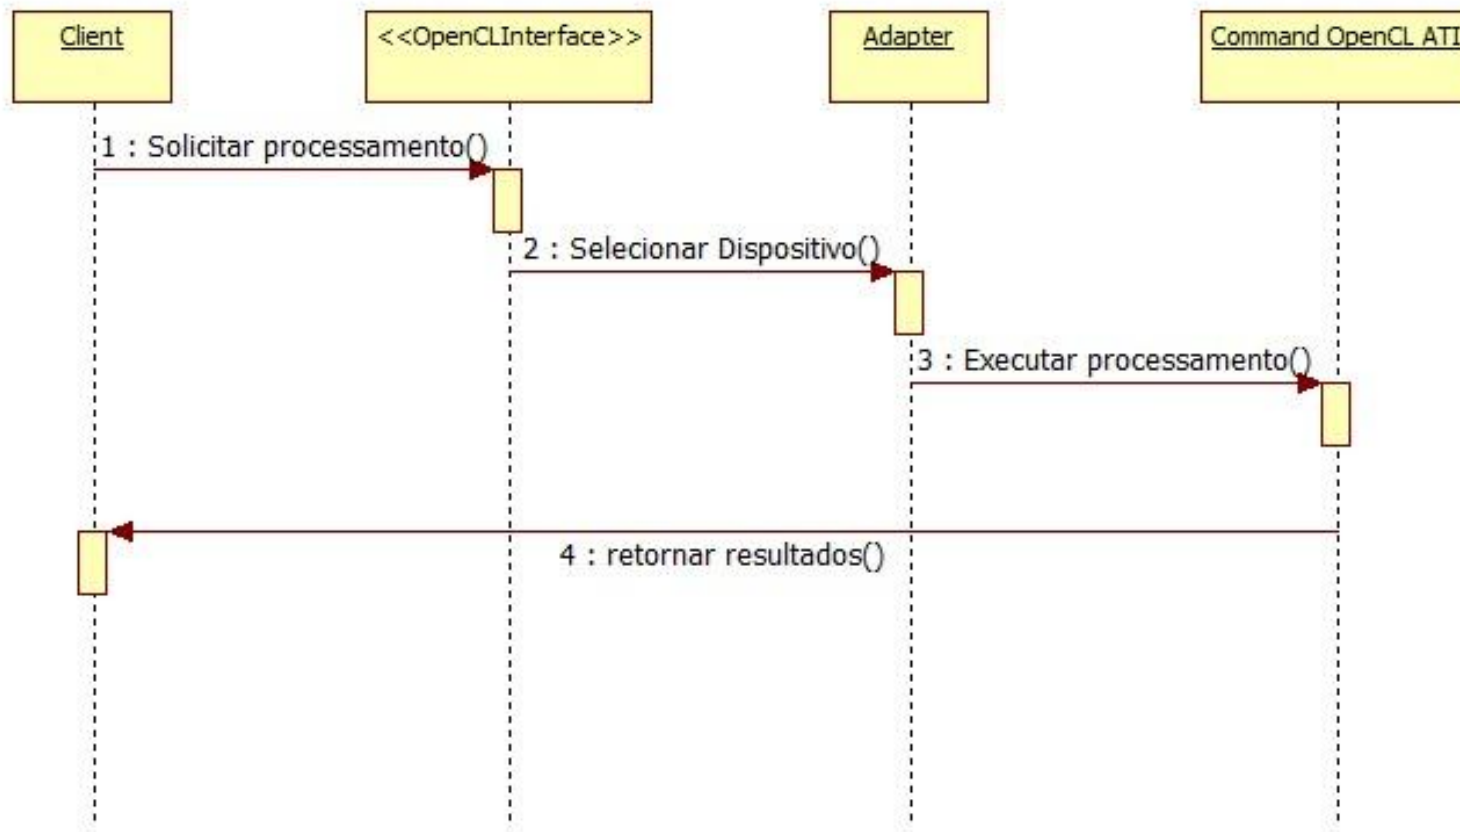 Client
<<OpenCLInterface>>
Adapter
Command OpenCL ATI
1 : Solicitar processamento()
2 : Selecionar Dispositivo()
3 : Executar processamento()
4 : retornar resultados()